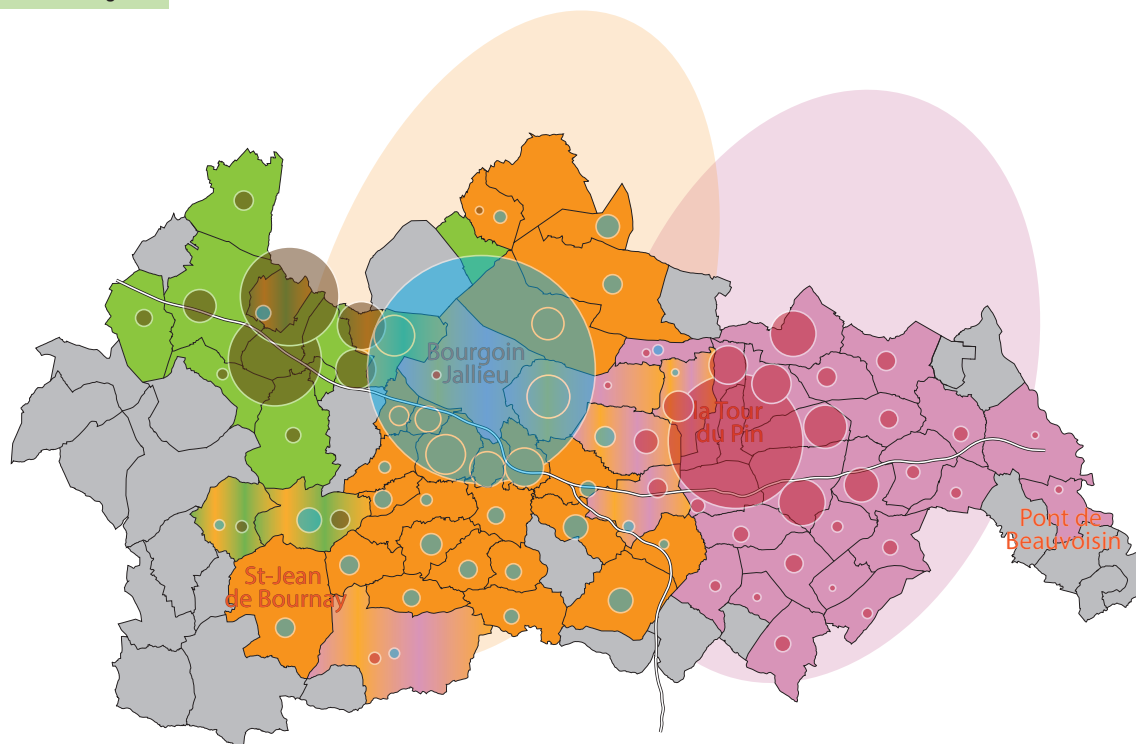 Bourgoin
Jallieu
la Tour
du Pin
Pont de
Beauvoisin
St-Jean
de Bournay